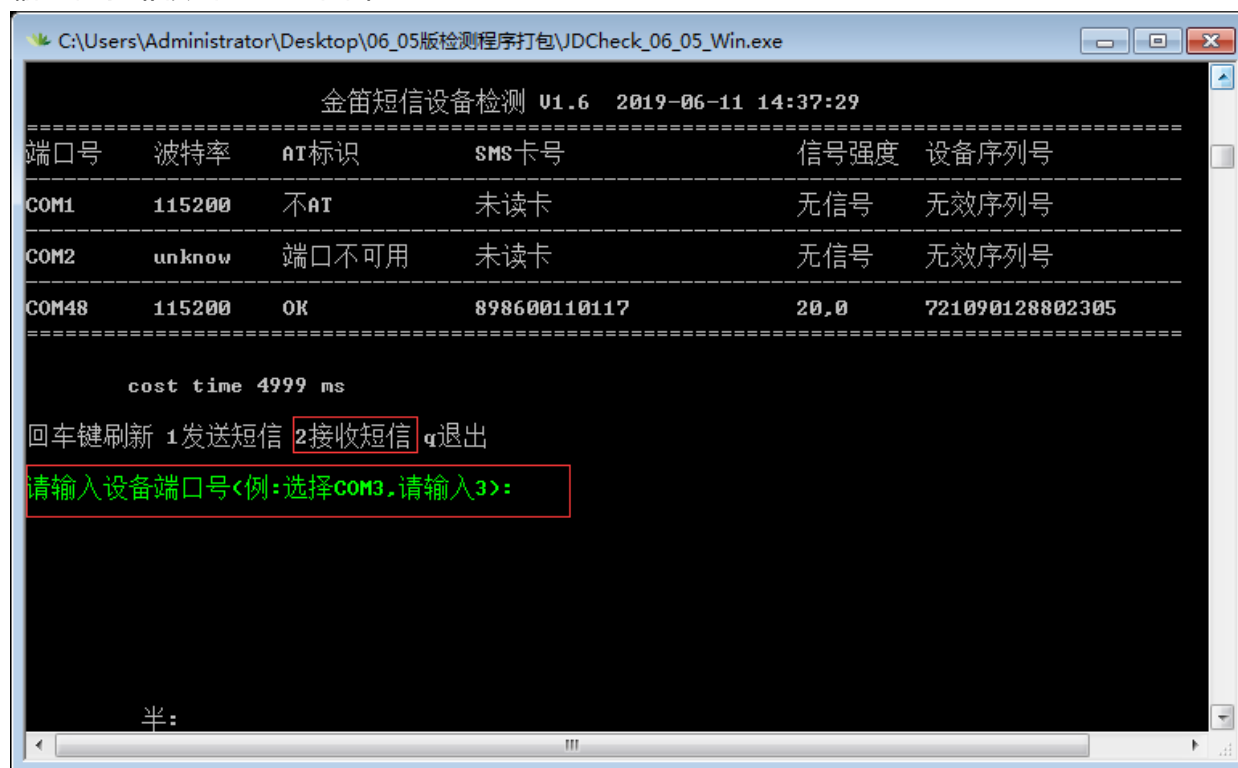 C:\Users\Administrator\Desktop\06_05版检测程序打包\JDCheck_06_05_Win.exe
金笛短信设备检测 V1.6 2019-06-11 14:37:29
端口号 波特率 AT标识 SMS卡号 信号强度 设备序列号
COM1 115200 不AT 未读卡 无信号 无效序列号
COM2 unknow 端口不可用 未读卡 无信号 无效序列号
COM48 115200 OK 898600110117 20,0 721090128802305
cost time 4999 ms
回车键刷新 1发送短信 2接收短信 q退出
请输入设备端口号<例:选择COM3,请输入3>:
半: